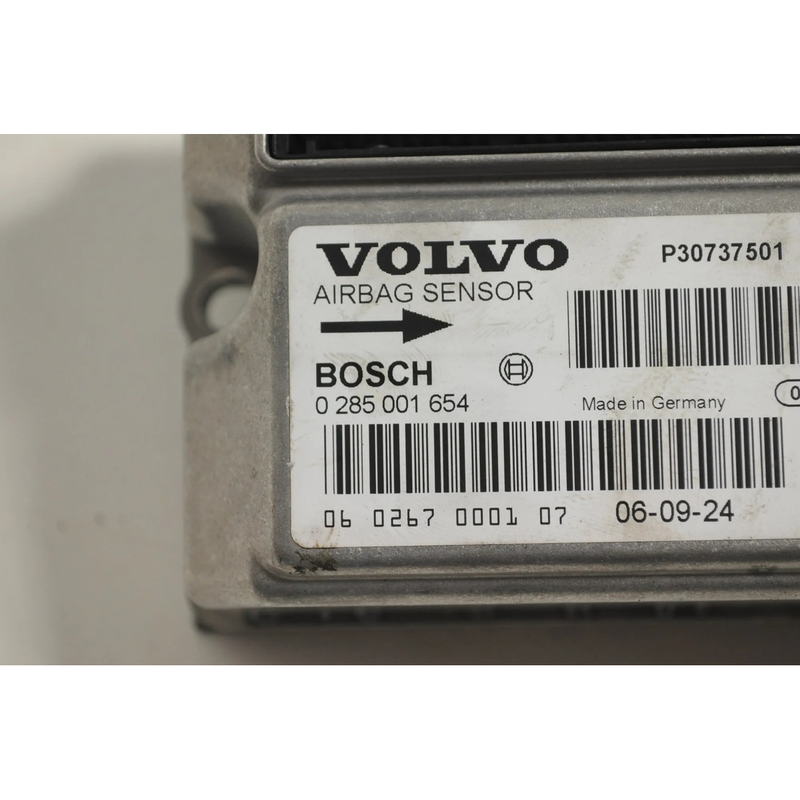 VOLVO P30737501
AIRBAG SENSOR
BOSCH
0 285 001 654 Made in Germany
06 0267 0001 07 06-09-24